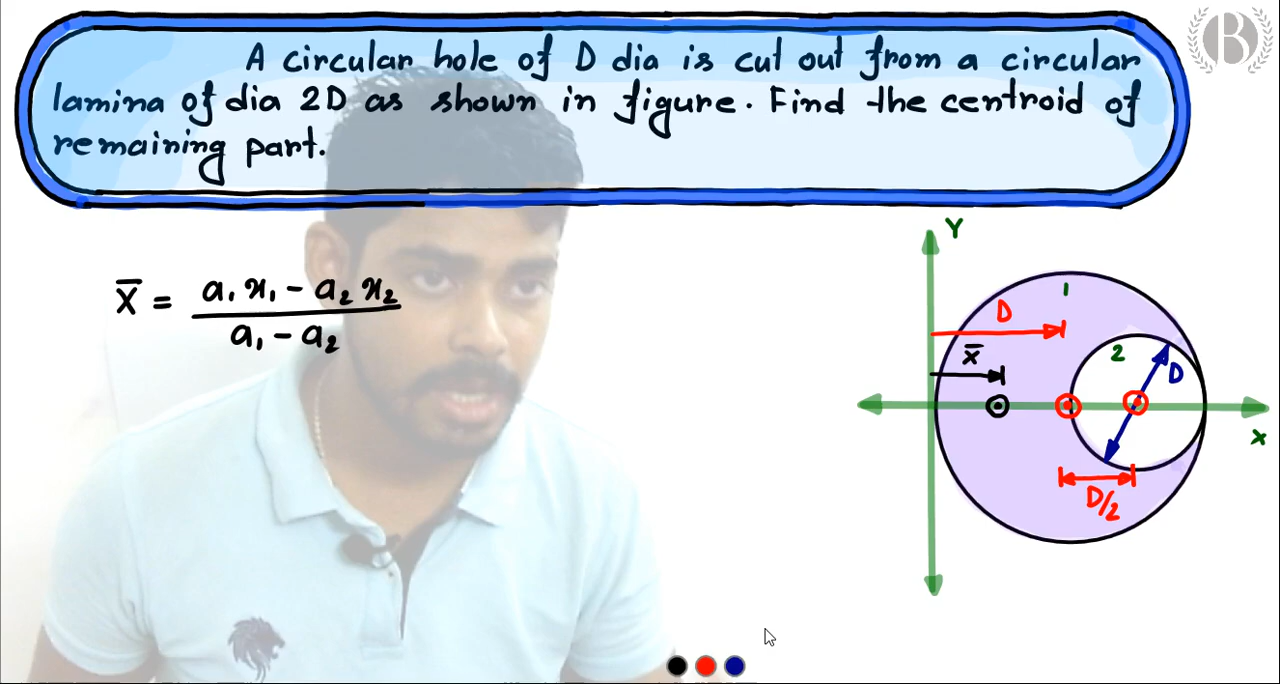 A circular hole of D dia is cut out from a circular
lamina of dia 2D as shown in figure. Find the centroid of
remaining part.
B
Y
X̅ = (a₁x₁ - a₂x₂) / (a₁ - a₂)
1
D
x̅
2
D
X
D/2